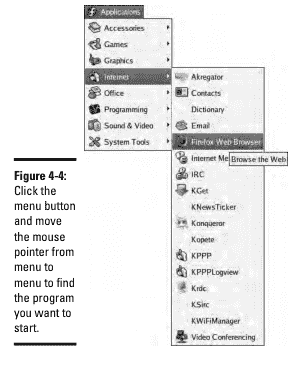 Applications
Accessories
Games
Graphics
Internet
Office
Programming
Sound & Video
System Tools
Akregator
Contacts
Dictionary
Email
Firefox Web Browser
Internet Me
Browse the Web
IRC
KGet
KNewsTicker
Konqueror
Kopete
KPPP
KPPPLogview
Krdc
KSirc
KWiFiManager
Video Conferencing
Figure 4-4:
Click the
menu button
and move
the mouse
pointer from
menu to
menu to find
the program
you want to
start.